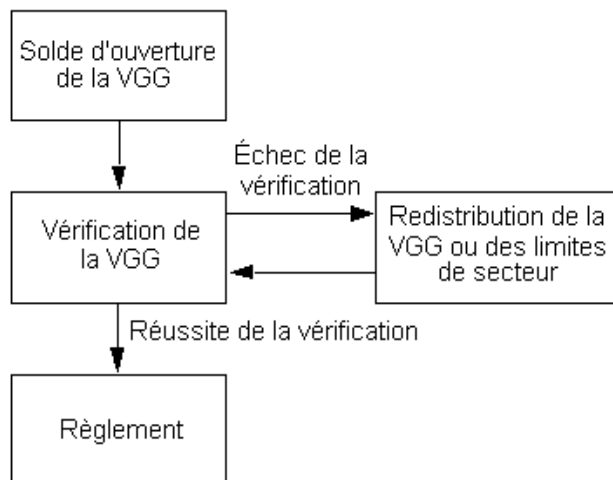 Solde d'ouverture
de la VGG
Échec de la
vérification
Vérification de
la VGG
Redistribution de la
VGG ou des limites
de secteur
Réussite de la vérification
Règlement